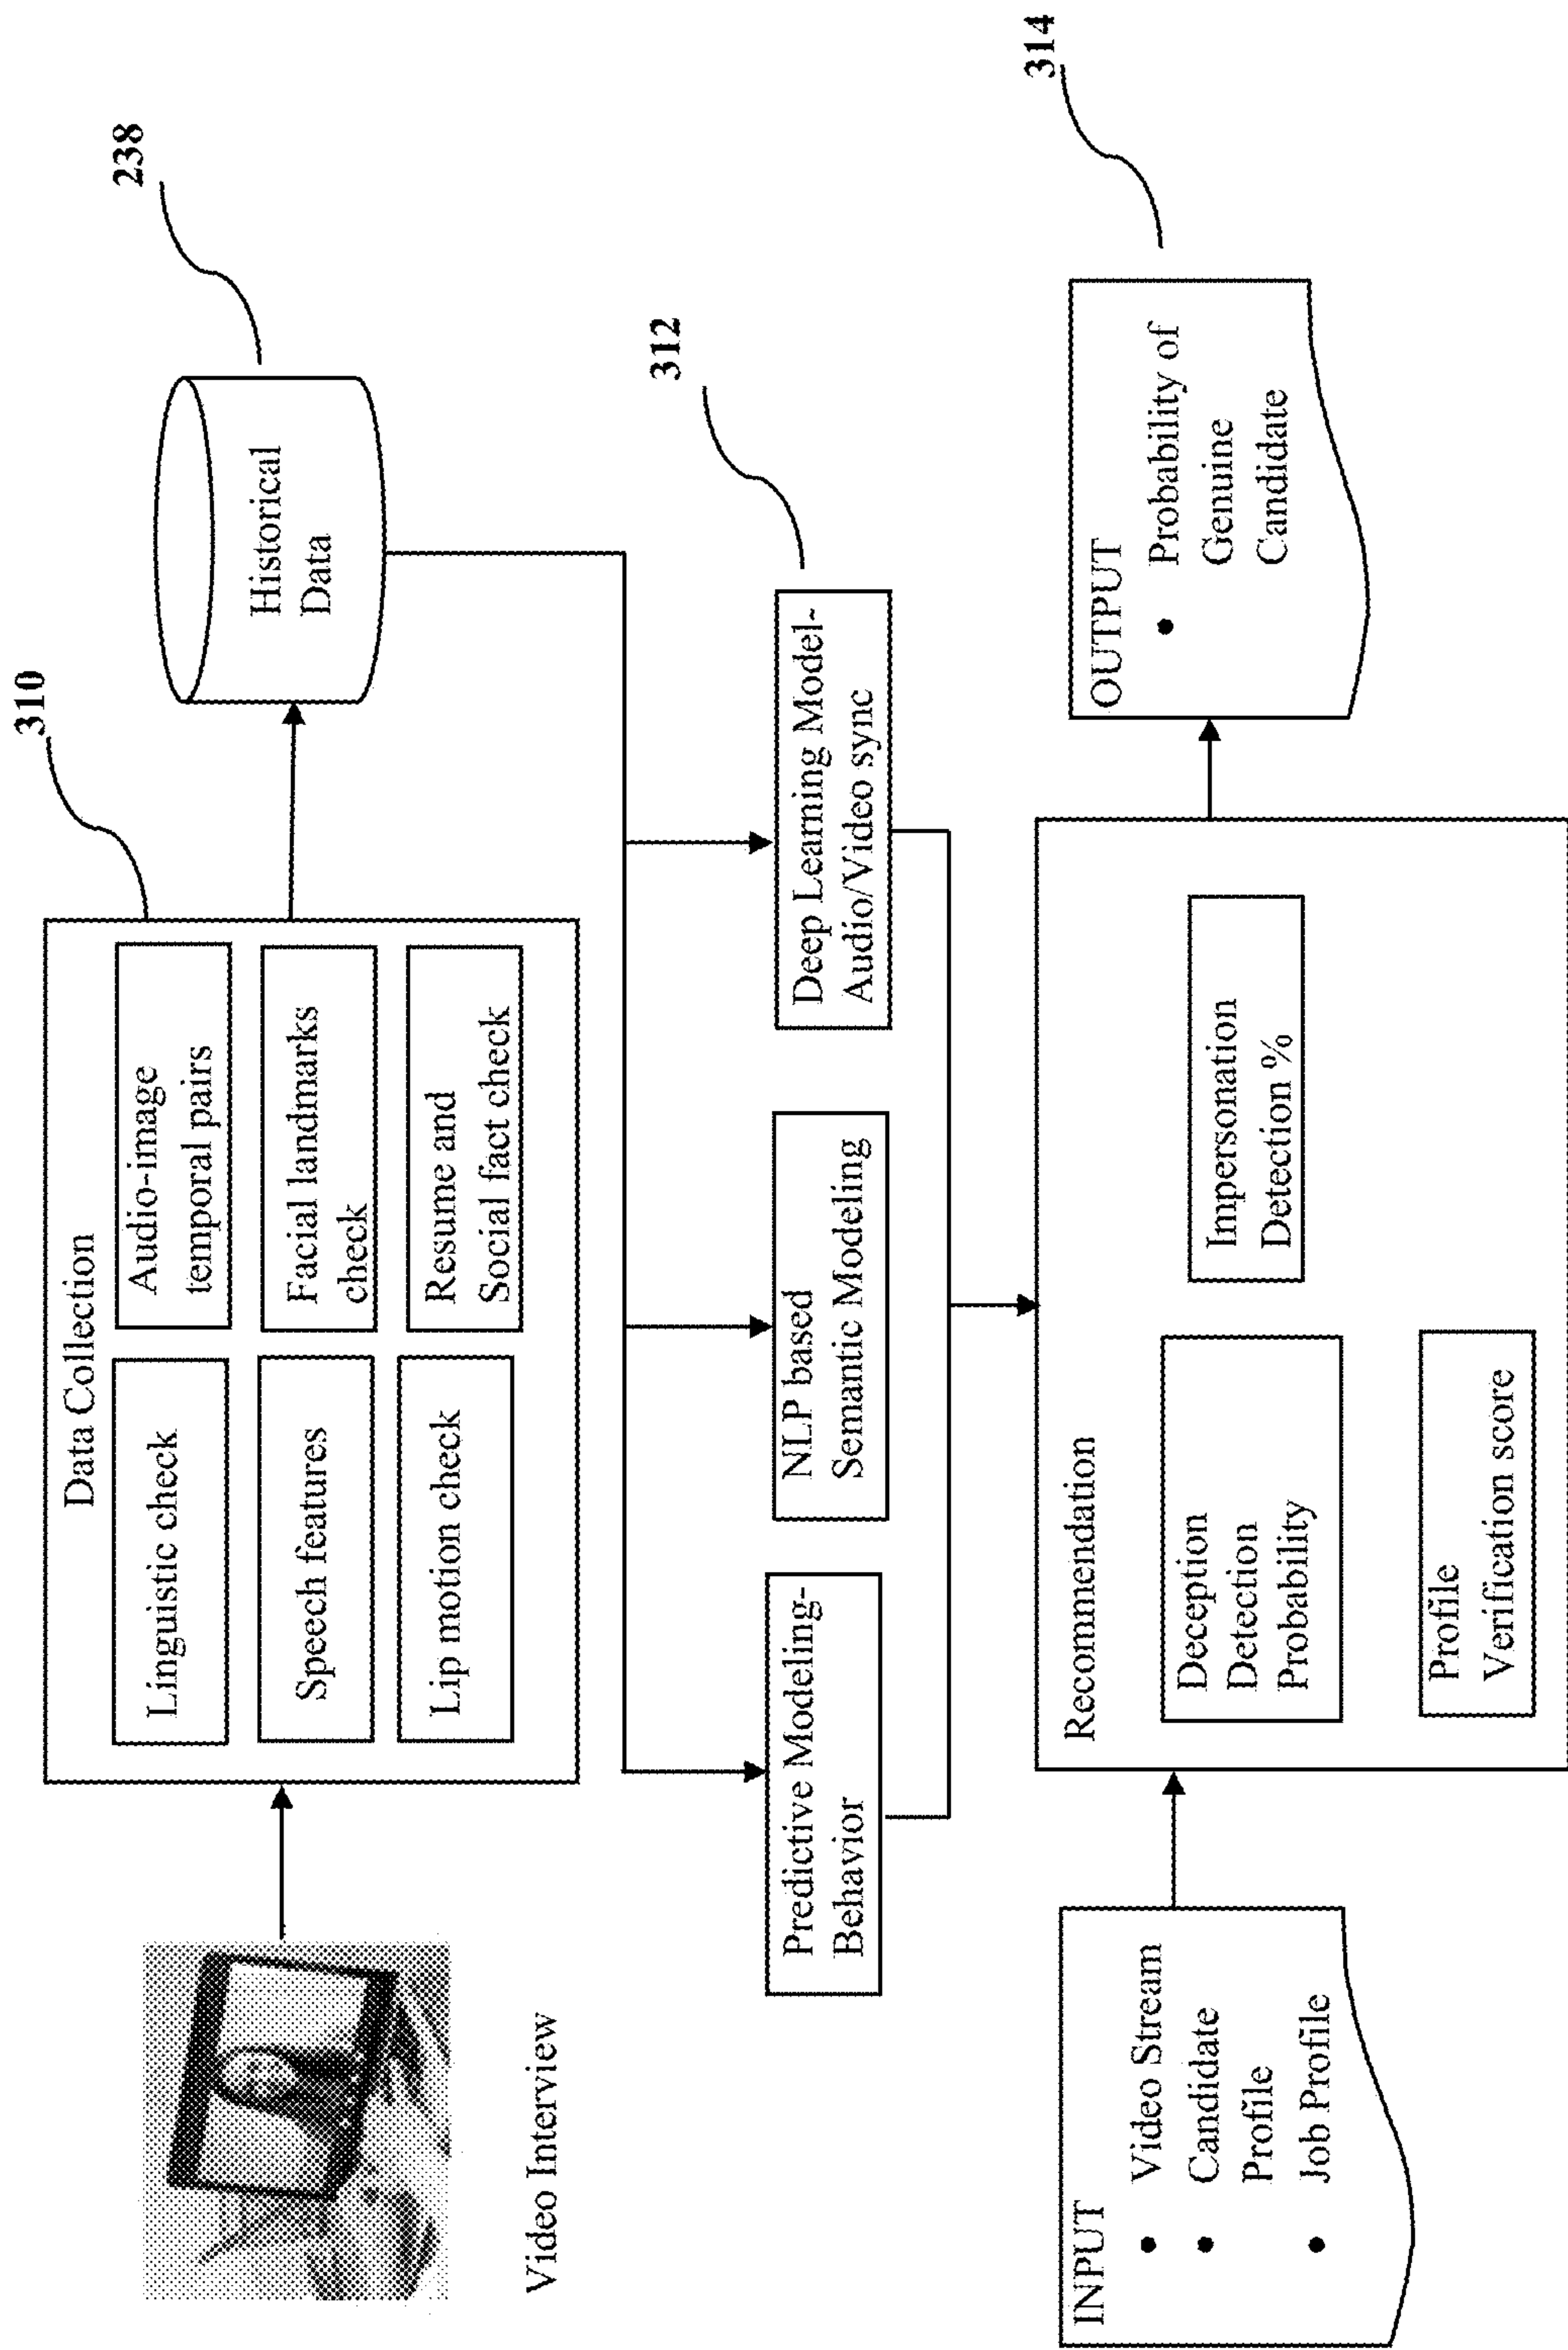 310
238
Data Collection
Linguistic check
Audio-image
temporal pairs
Speech features
Facial landmarks
check
Lip motion check
Resume and
Social fact check
Historical
Data
Video Interview
312
Predictive Modeling-
Behavior
NLP based
Semantic Modeling
Deep Learning Model-
Audio/Video sync
314
INPUT
• Video Stream
• Candidate
Profile
• Job Profile
Recommendation
Deception
Detection
Probability
Impersonation
Detection %
Profile
Verification score
OUTPUT
• Probability of
Genuine
Candidate